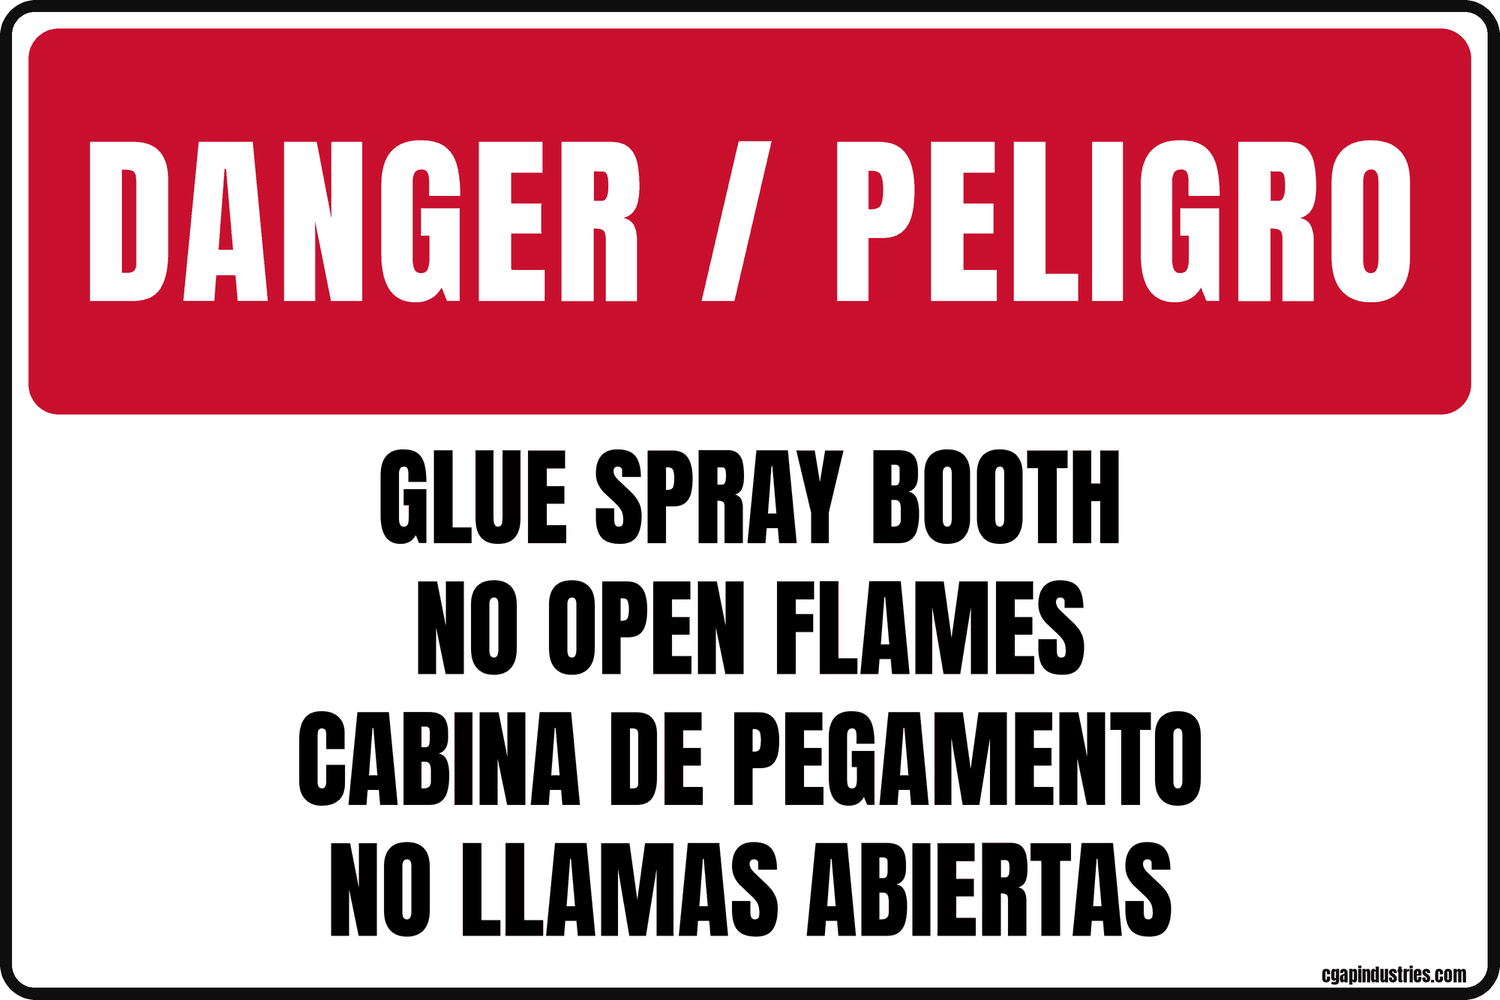 DANGER / PELIGRO
GLUE SPRAY BOOTH
NO OPEN FLAMES
CABINA DE PEGAMENTO
NO LLAMAS ABIERTAS
cgapindustries.com